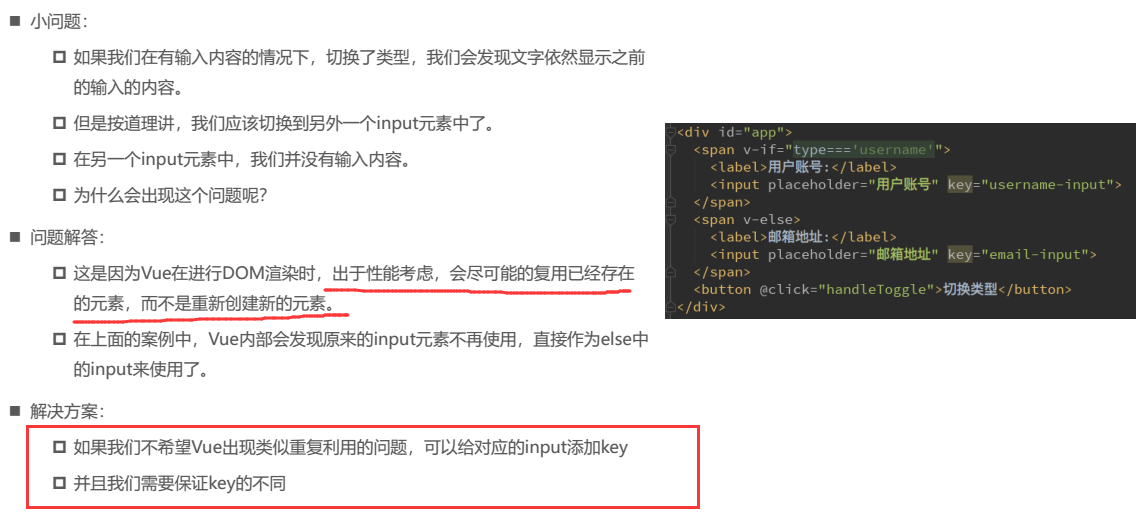 小问题：
如果我们在有输入内容的情况下，切换了类型，我们会发现文字依然显示之前
的输入的内容。
但是按道理讲，我们应该切换到另外一个input元素中了。
在另一个input元素中，我们并没有输入内容。
为什么会出现这个问题呢？
问题解答：
这是因为Vue在进行DOM渲染时，出于性能考虑，会尽可能的复用已经存在
的元素，而不是重新创建新的元素。
在上面的案例中，Vue内部会发现原来的input元素不再使用，直接作为else中
的input来使用了。
解决方案：
如果我们不希望Vue出现类似重复利用的问题，可以给对应的input添加key
并且我们需要保证key的不同
<div id="app">
<span v-if="type==='username'">
<label>用户账号:</label>
<input placeholder="用户账号" key="username-input">
</span>
<span v-else>
<label>邮箱地址:</label>
<input placeholder="邮箱地址" key="email-input">
</span>
<button @click="handleToggle">切换类型</button>
</div>